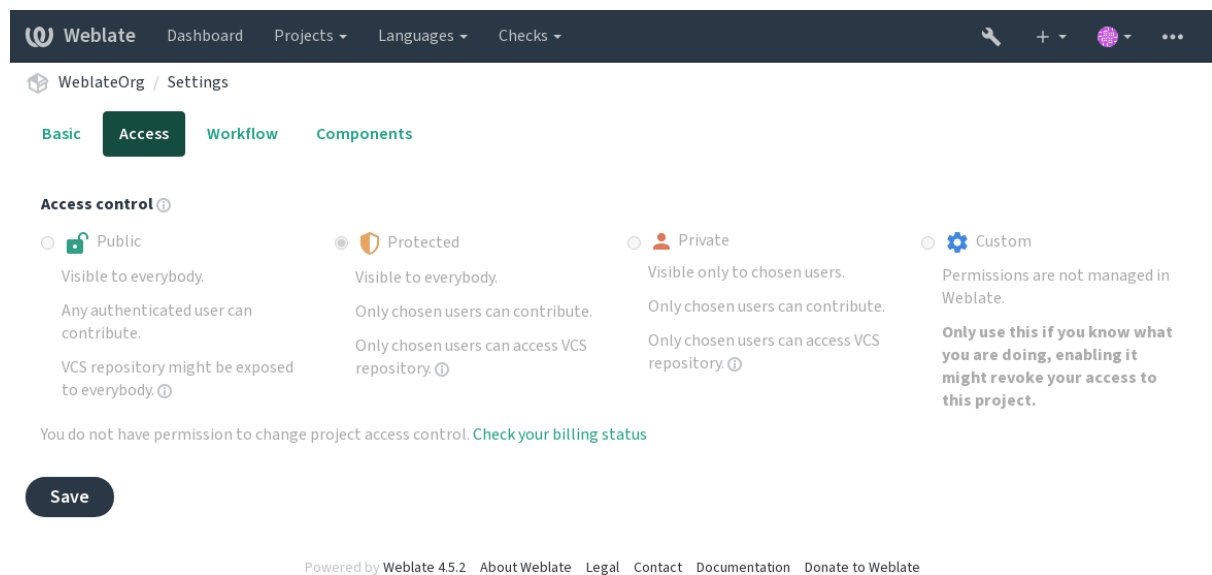 Weblate Dashboard Projects Languages Checks
WeblateOrg / Settings
Basic Access Workflow Components
Access control
Public
Visible to everybody.
Any authenticated user can
contribute.
VCS repository might be exposed
to everybody.
Protected
Visible to everybody.
Only chosen users can contribute.
Only chosen users can access VCS
repository.
Private
Visible only to chosen users.
Only chosen users can contribute.
Only chosen users can access VCS
repository.
Custom
Permissions are not managed in
Weblate.
Only use this if you know what
you are doing, enabling it
might revoke your access to
this project.
You do not have permission to change project access control. Check your billing status
Save
Powered by Weblate 4.5.2 About Weblate Legal Contact Documentation Donate to Weblate